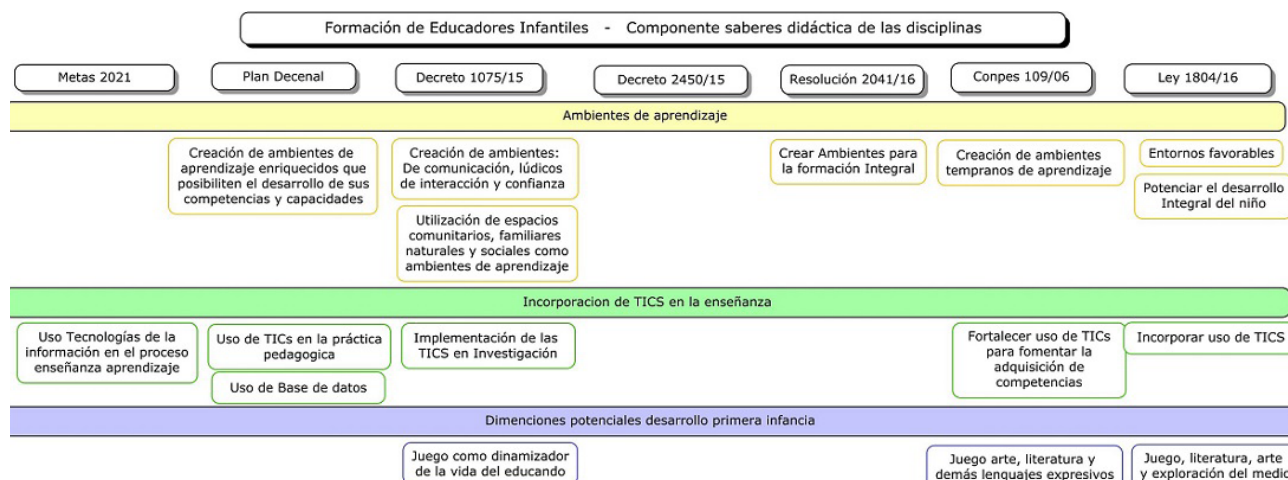 Formación de Educadores Infantiles - Componente saberes didáctica de las disciplinas
Metas 2021
Plan Decenal
Decreto 1075/15
Decreto 2450/15
Resolución 2041/16
Conpes 109/06
Ley 1804/16
Ambientes de aprendizaje
Creación de ambientes de
aprendizaje enriquecidos que
posibiliten el desarrollo de sus
competencias y capacidades
Creación de ambientes:
De comunicación, lúdicos
de interacción y confianza
Utilización de espacios
comunitarios, familiares
naturales y sociales como
ambientes de aprendizaje
Crear Ambientes para
la formación Integral
Creación de ambientes
tempranos de aprendizaje
Entornos favorables
Potenciar el desarrollo
Integral del niño
Incorporacion de TICS en la enseñanza
Uso Tecnologías de la
información en el proceso
enseñanza aprendizaje
Uso de TICs en la práctica
pedagogica
Uso de Base de datos
Implementación de las
TICS en Investigación
Fortalecer uso de TICs
para fomentar la
adquisición de
competencias
Incorporar uso de TICS
Dimenciones potenciales desarrollo primera infancia
Juego como dinamizador
de la vida del educando
Juego arte, literatura y
demás lenguajes expresivos
Juego, literatura, arte
y exploración del medio